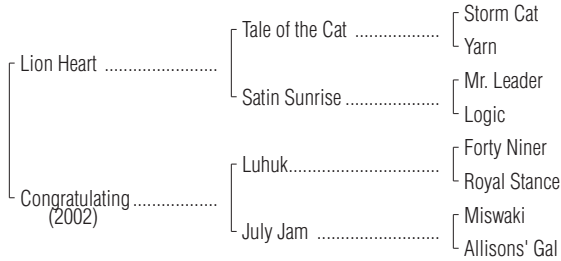 Storm Cat
Tale of the Cat ..................
Yarn
Lion Heart ........................
Mr. Leader
Satin Sunrise ....................
Logic
Forty Niner
Luhuk................................
Royal Stance
Congratulating..................
(2002)
Miswaki
July Jam ..........................
Allisons' Gal